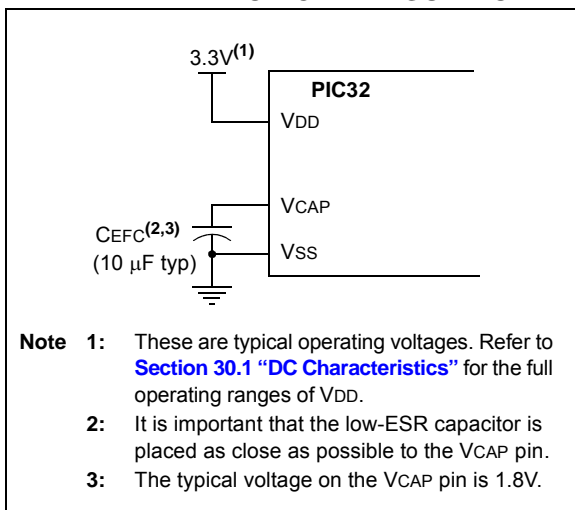 3.3V(1)
PIC32
VDD
VCAP
CEFC(2,3)
(10 μF typ)
VSS
Note 1: These are typical operating voltages. Refer to
Section 30.1 “DC Characteristics” for the full
operating ranges of VDD.
2: It is important that the low-ESR capacitor is
placed as close as possible to the VCAP pin.
3: The typical voltage on the VCAP pin is 1.8V.